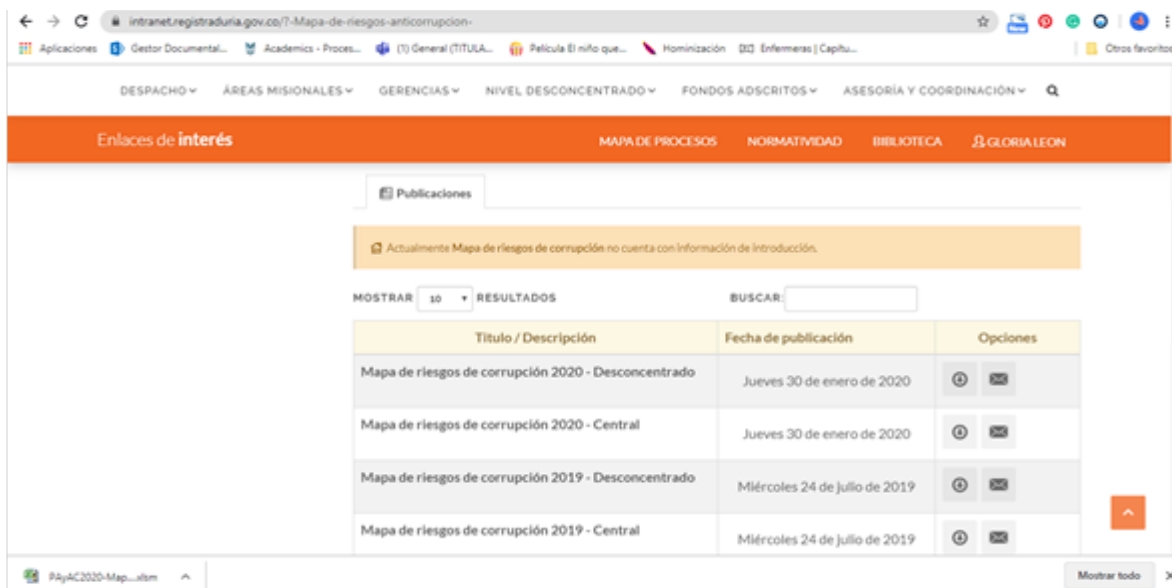 intranet.registraduria.gov.co/?-Mapa-de-riesgos-anticorrupcion-
Aplicaciones Gestor Documental... Academics - Proces... (1) General (TITULA... Película El niño que... Hominización Enfermeras | Capitu... Otros favoritos
DESPACHO ÁREAS MISIONALES GERENCIAS NIVEL DESCONCENTRADO FONDOS ADSCRITOS ASESORÍA Y COORDINACIÓN
Enlaces de interés MAPA DE PROCESOS NORMATIVIDAD BIBLIOTECA GLORIA LEON
Publicaciones
Actualmente Mapa de riesgos de corrupción no cuenta con información de introducción.
MOSTRAR 10 RESULTADOS BUSCAR:
Título / Descripción Fecha de publicación Opciones
Mapa de riesgos de corrupción 2020 - Desconcentrado Jueves 30 de enero de 2020
Mapa de riesgos de corrupción 2020 - Central Jueves 30 de enero de 2020
Mapa de riesgos de corrupción 2019 - Desconcentrado Miércoles 24 de julio de 2019
Mapa de riesgos de corrupción 2019 - Central Miércoles 24 de julio de 2019
PAyAC2020-Map....xlsm Mostrar todo